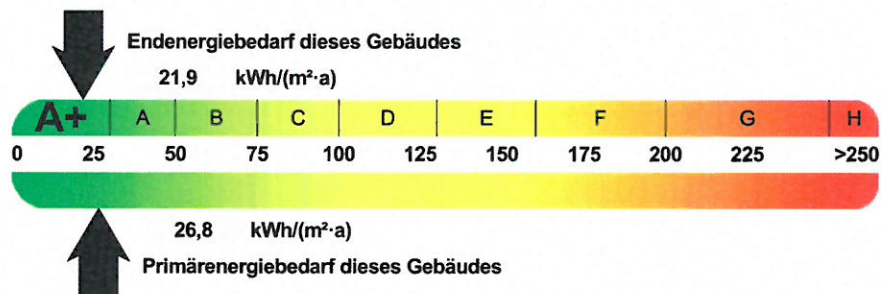 Endenergiebedarf dieses Gebäudes
21,9 kWh/(m²·a)
A+ A B C D E F G H
0 25 50 75 100 125 150 175 200 225 >250
26,8 kWh/(m²·a)
Primärenergiebedarf dieses Gebäudes